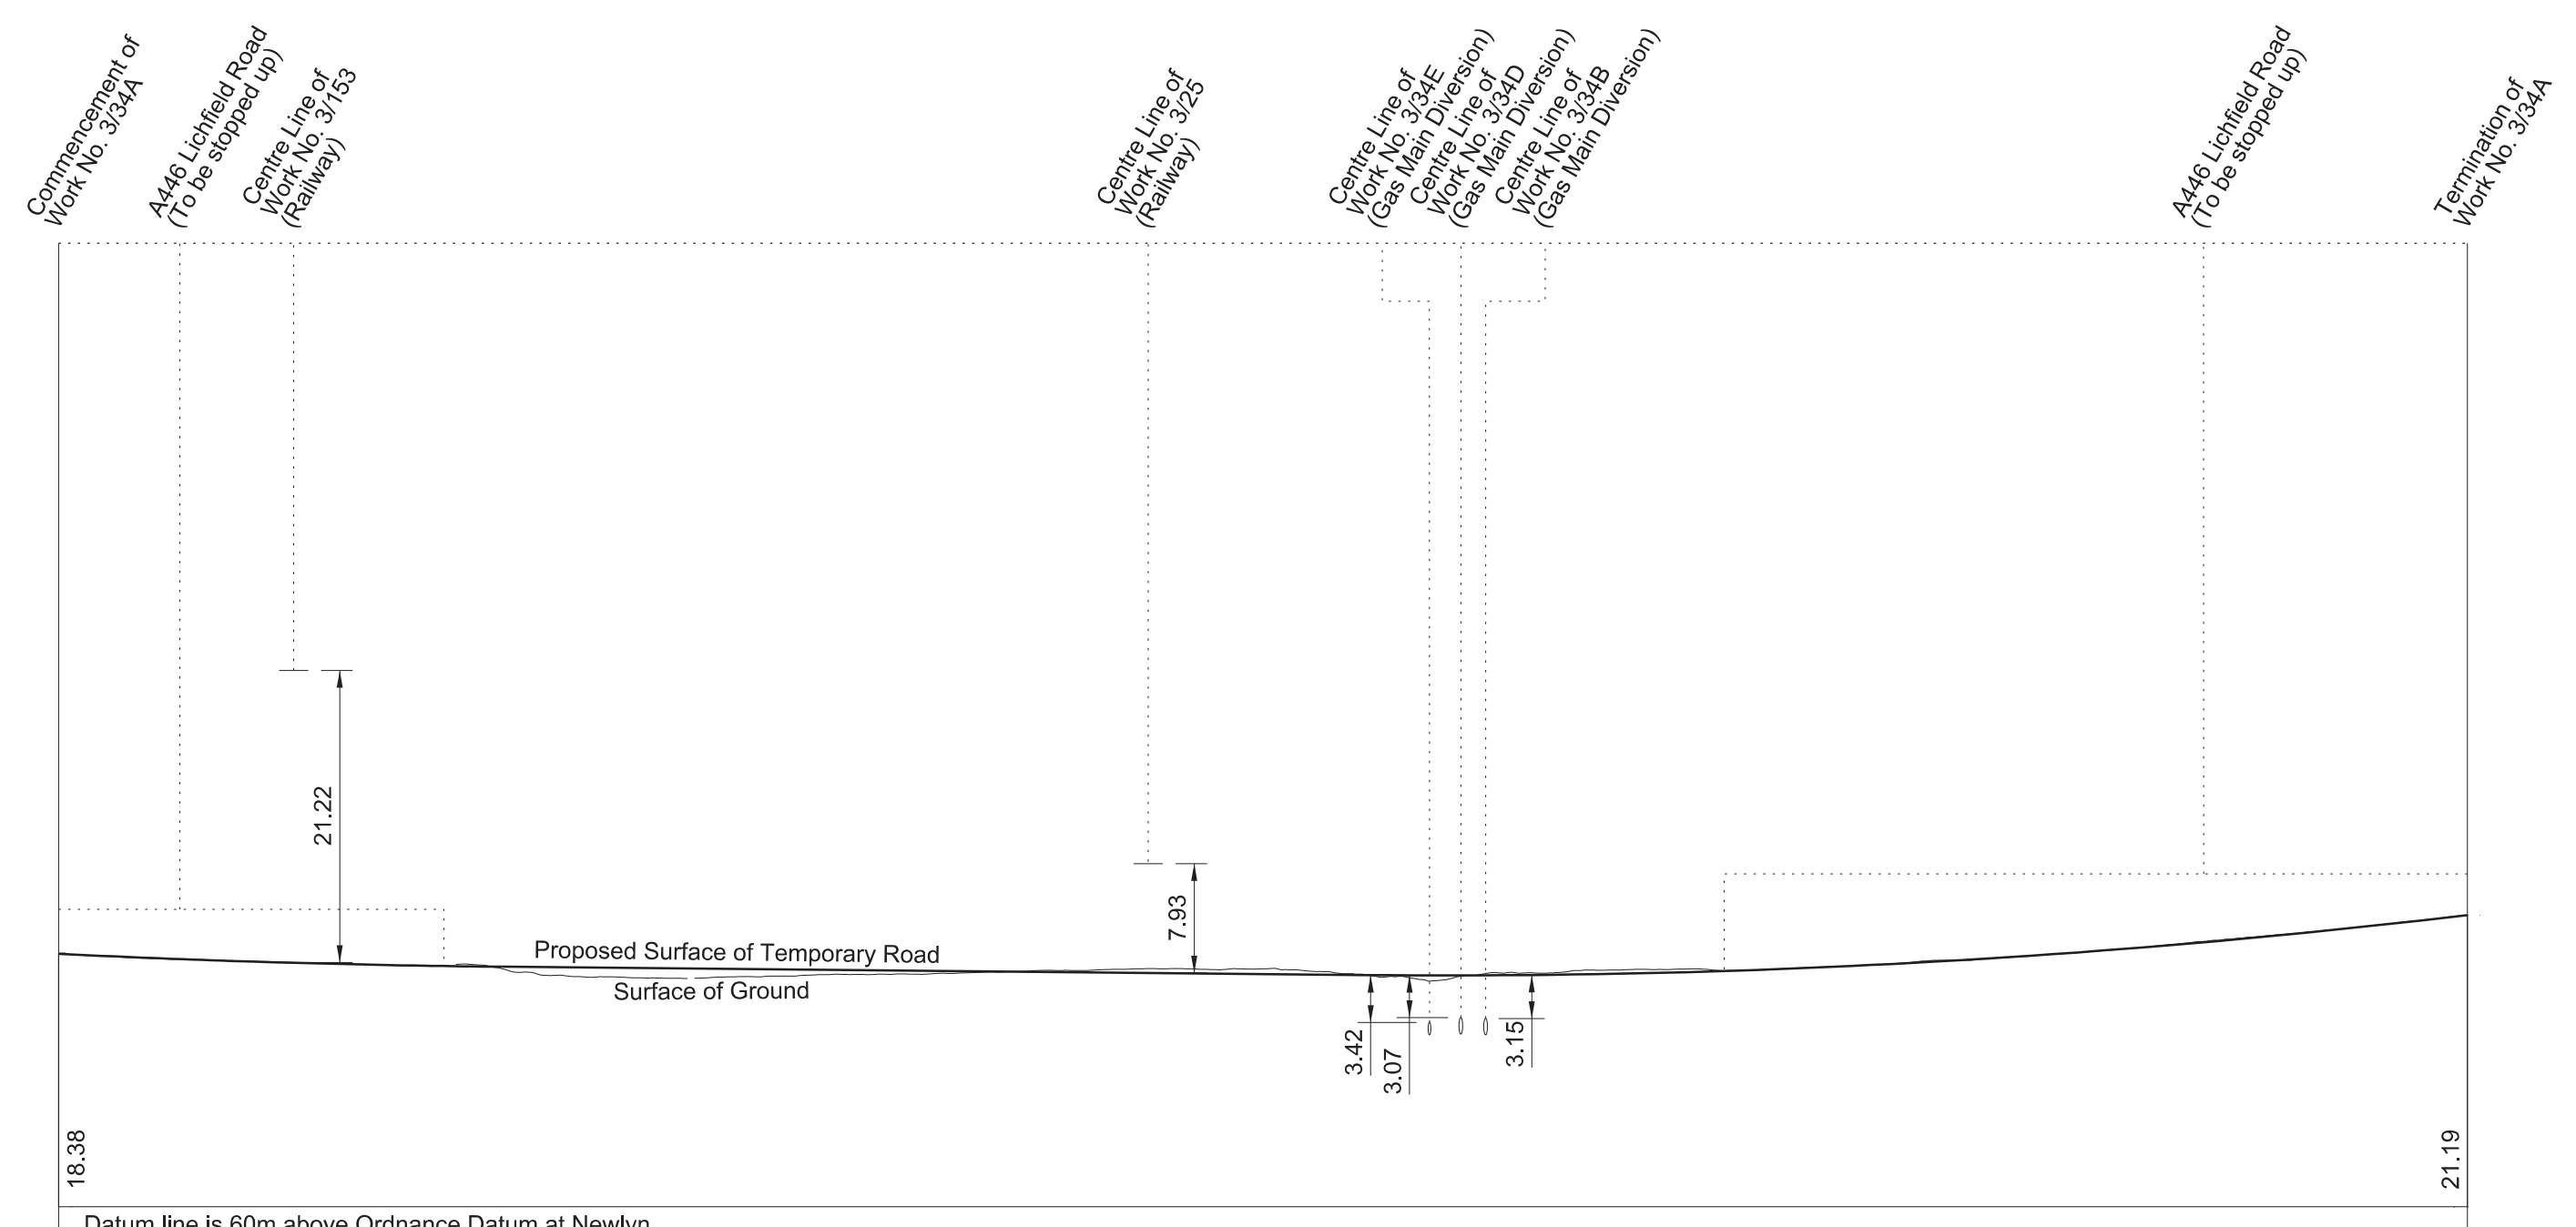 Commencement of
Work No. 3/34A
A446 Lichfield Road
(To be stopped up)
Centre Line of
Work No. 3/153
(Railway)
Centre Line of
Work No. 3/25
(Railway)
Centre Line of
Work No. 3/34E
(Gas Main Diversion)
Centre Line of
Work No. 3/34D
(Gas Main Diversion)
Centre Line of
Work No. 3/34B
(Gas Main Diversion)
A446 Lichfield Road
(To be stopped up)
Termination of
Work No. 3/34A
21.22
7.93
Proposed Surface of Temporary Road
Surface of Ground
3.42
3.07
3.15
18.38
21.19
Datum line is 60m above Ordnance Datum at Newlyn